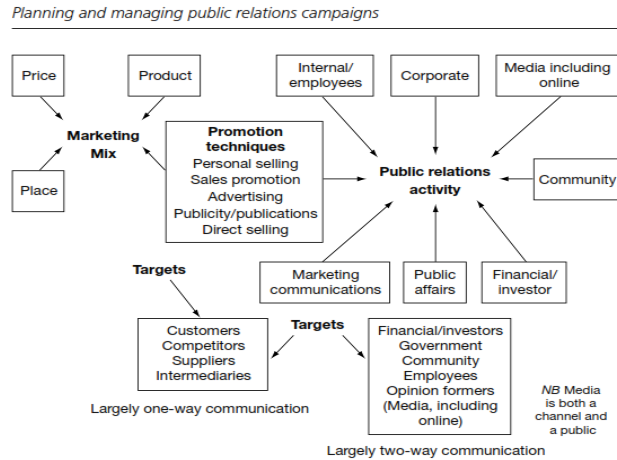 Planning and managing public relations campaigns
Price
Product
Internal/
employees
Corporate
Media including
online
Marketing
Mix
Promotion
techniques
Personal selling
Sales promotion
Advertising
Publicity/publications
Direct selling
Public relations
activity
Place
Community
Targets
Marketing
communications
Public
affairs
Financial/
investor
Customers
Competitors
Suppliers
Intermediaries
Targets
Financial/investors
Government
Community
Employees
Opinion formers
(Media, including
online)
NB Media
is both a
channel and
a public
Largely one-way communication
Largely two-way communication